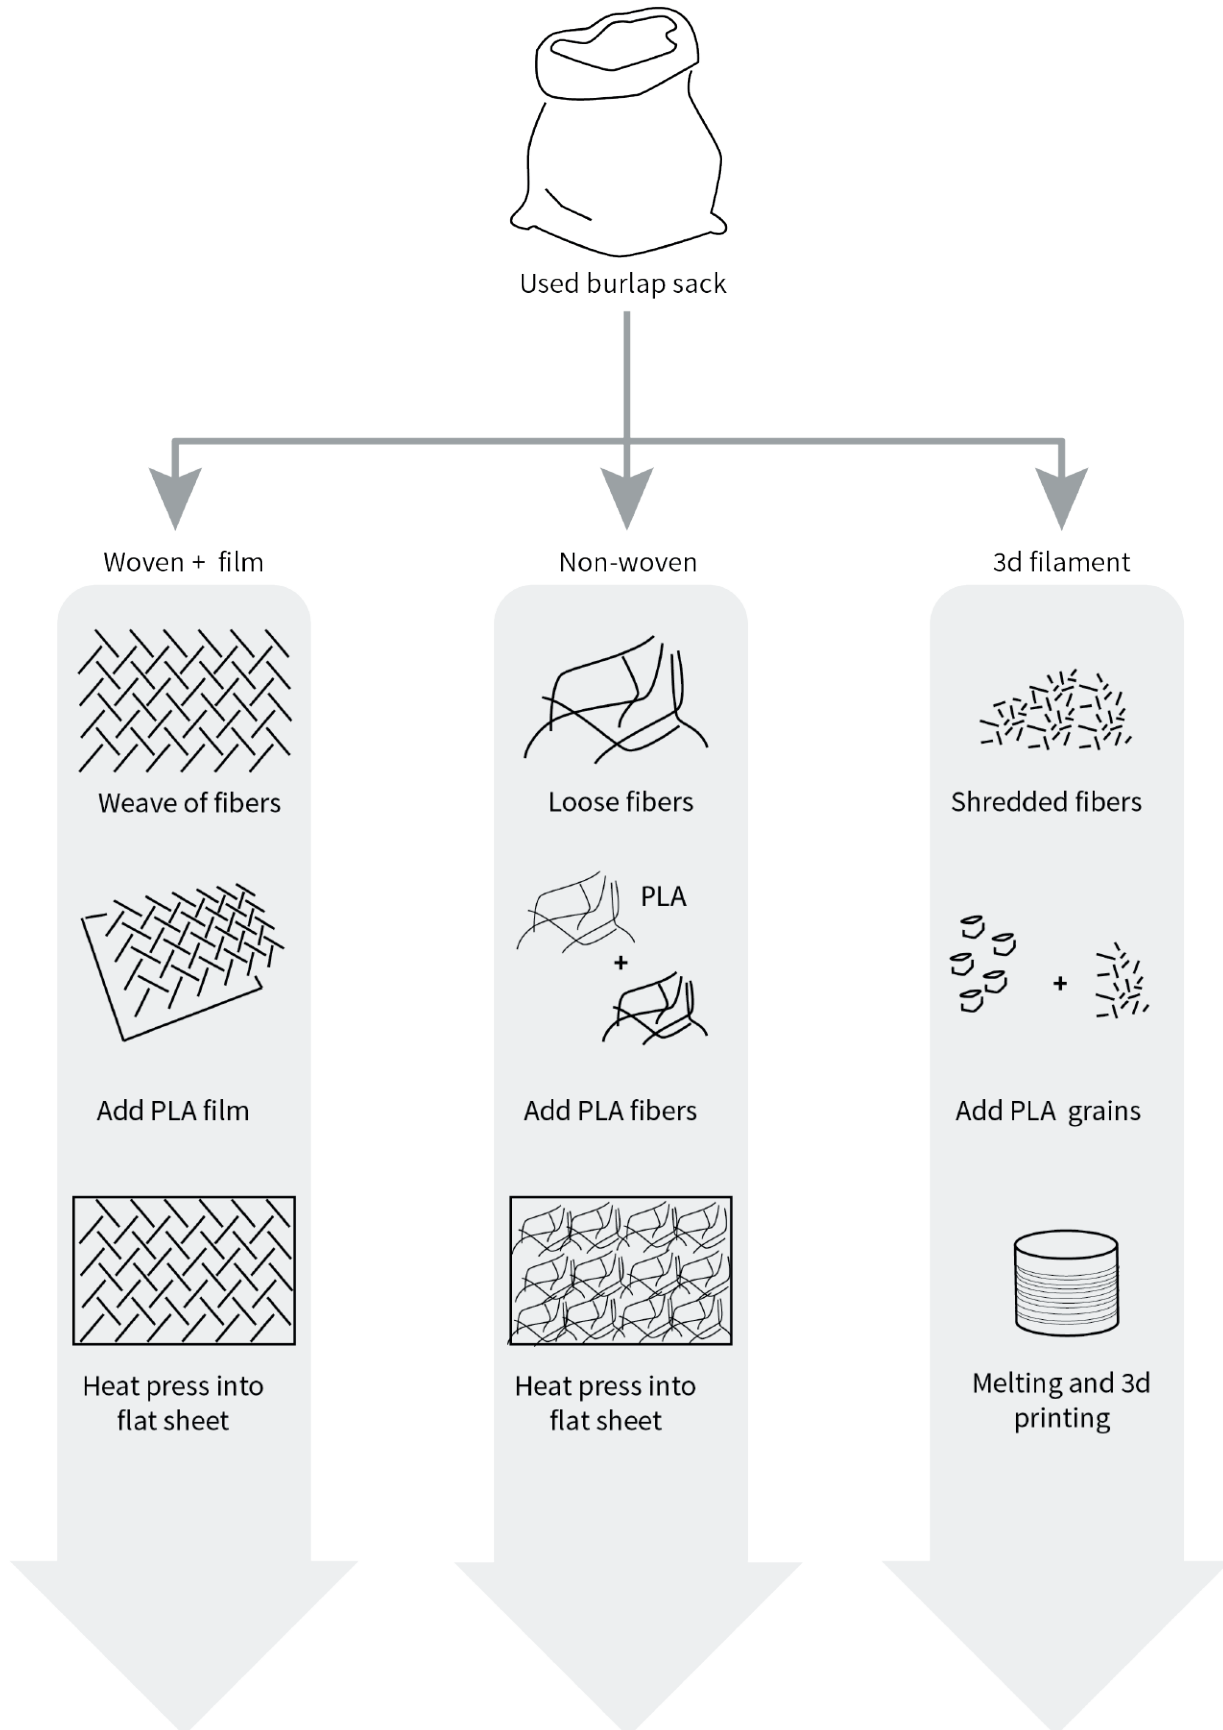 Used burlap sack
Woven + film
Non-woven
3d filament
Weave of fibers
Loose fibers
Shredded fibers
PLA
+
+
Add PLA film
Add PLA fibers
Add PLA grains
Heat press into
flat sheet
Heat press into
flat sheet
Melting and 3d
printing